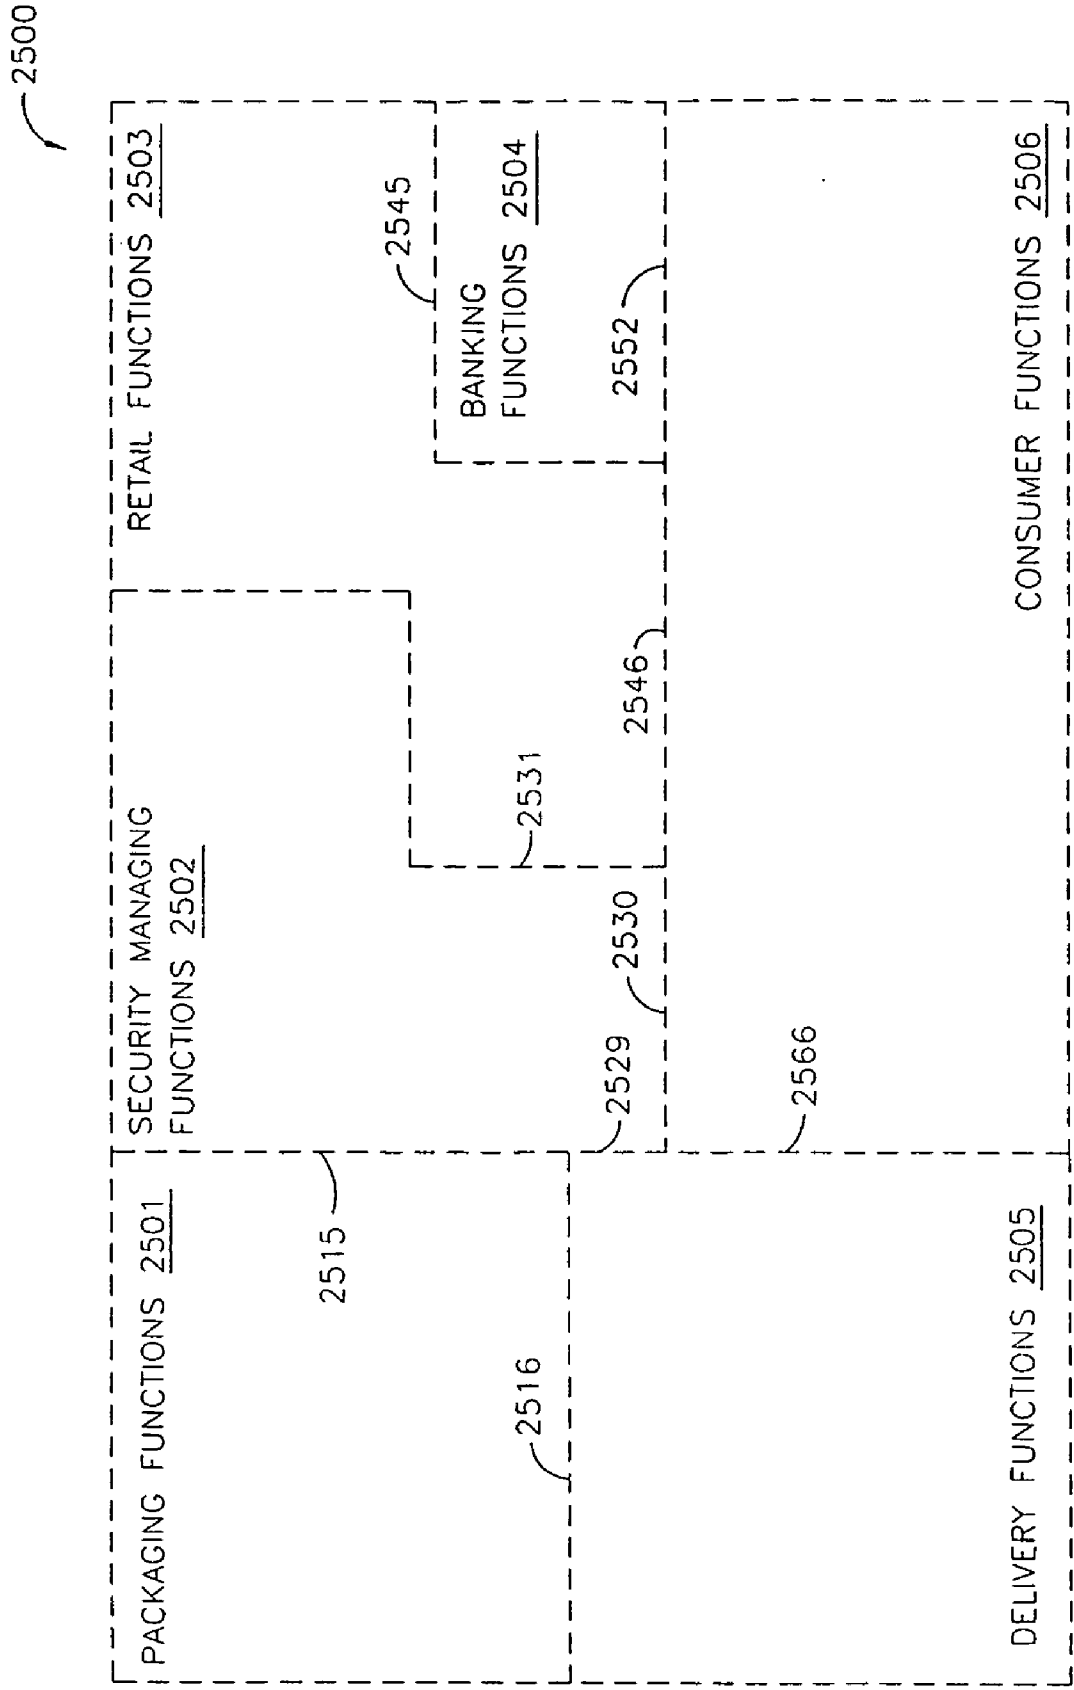 2500
PACKAGING FUNCTIONS 2501
SECURITY MANAGING
FUNCTIONS 2502
RETAIL FUNCTIONS 2503
2515
2545
BANKING
FUNCTIONS 2504
2516
2531
2529
2530
2546
2552
2566
DELIVERY FUNCTIONS 2505
CONSUMER FUNCTIONS 2506